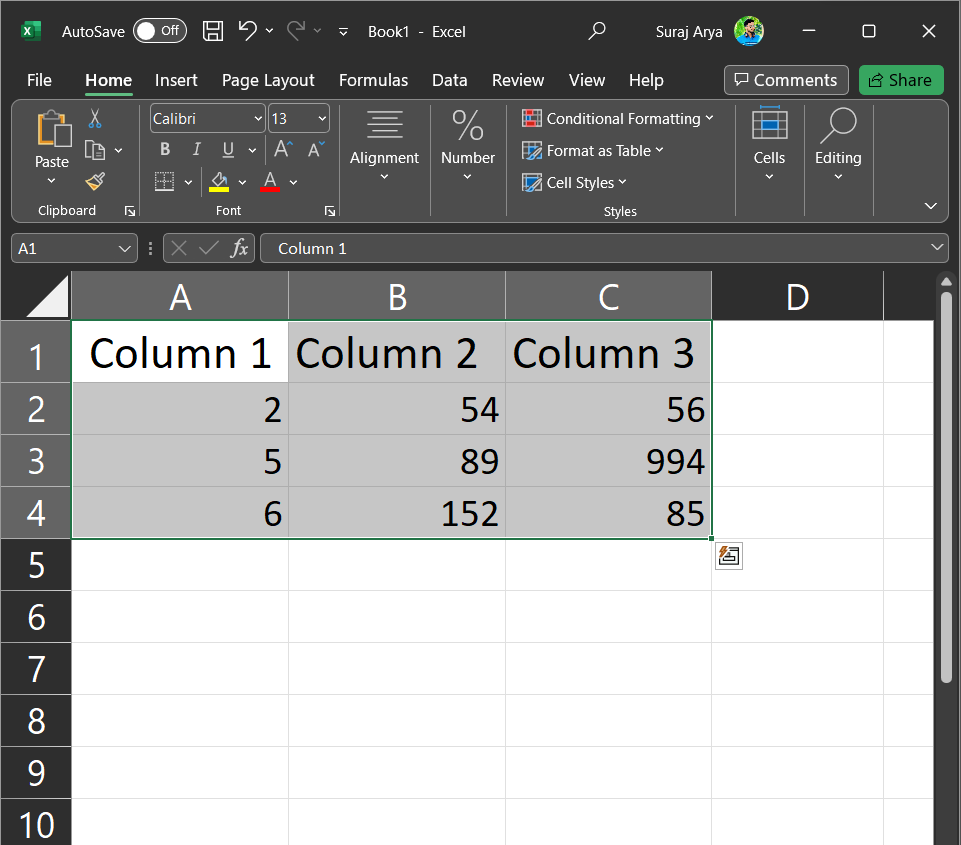 AutoSave Off Book1 - Excel Suraj Arya
File Home Insert Page Layout Formulas Data Review View Help Comments Share
Paste
Clipboard
Calibri 13
B I U A A
A
Font
Alignment
Number
Conditional Formatting
Format as Table
Cell Styles
Styles
Cells
Editing
A1 fx Column 1
A B C D
1 Column 1 Column 2 Column 3
2 2 54 56
3 5 89 994
4 6 152 85
5
6
7
8
9
10